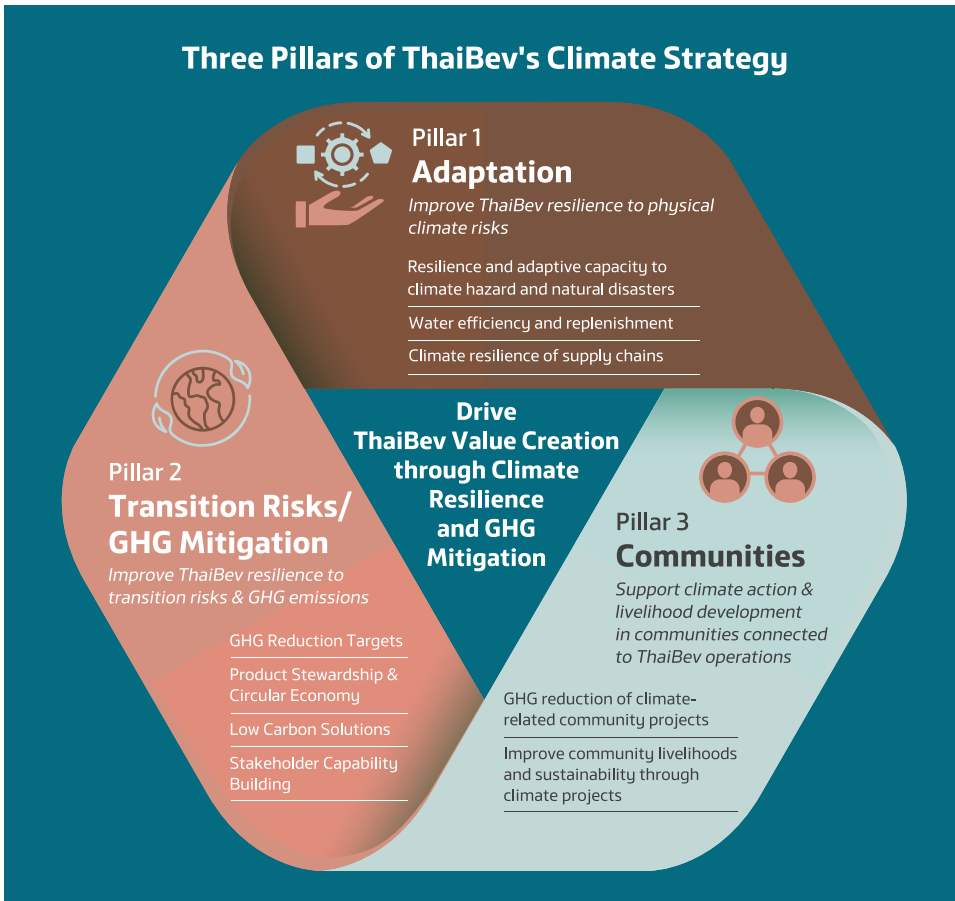 Three Pillars of ThaiBev's Climate Strategy
Pillar 1
Adaptation
Improve ThaiBev resilience to physical
climate risks
Resilience and adaptive capacity to
climate hazard and natural disasters
Water efficiency and replenishment
Climate resilience of supply chains
Drive
ThaiBev Value Creation
through Climate
Resilience
and GHG
Mitigation
Pillar 2
Transition Risks/
GHG Mitigation
Improve ThaiBev resilience to
transition risks & GHG emissions
GHG Reduction Targets
Product Stewardship &
Circular Economy
Low Carbon Solutions
Stakeholder Capability
Building
Pillar 3
Communities
Support climate action &
livelihood development
in communities connected
to ThaiBev operations
GHG reduction of climate-
related community projects
Improve community livelihoods
and sustainability through
climate projects